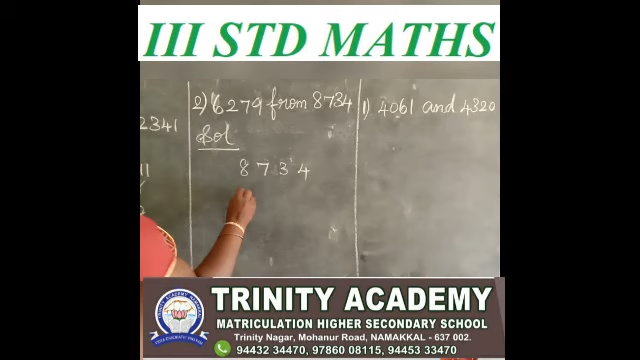 III STD MATHS
2) 6279 from 8734
Sol
8 7 3 4
1) 4061 and 4320
2341
11
TRINITY ACADEMY
MATRICULATION HIGHER SECONDARY SCHOOL
Trinity Nagar, Mohanur Road, NAMAKKAL - 637 002.
94432 34470, 97860 08115, 94453 33470